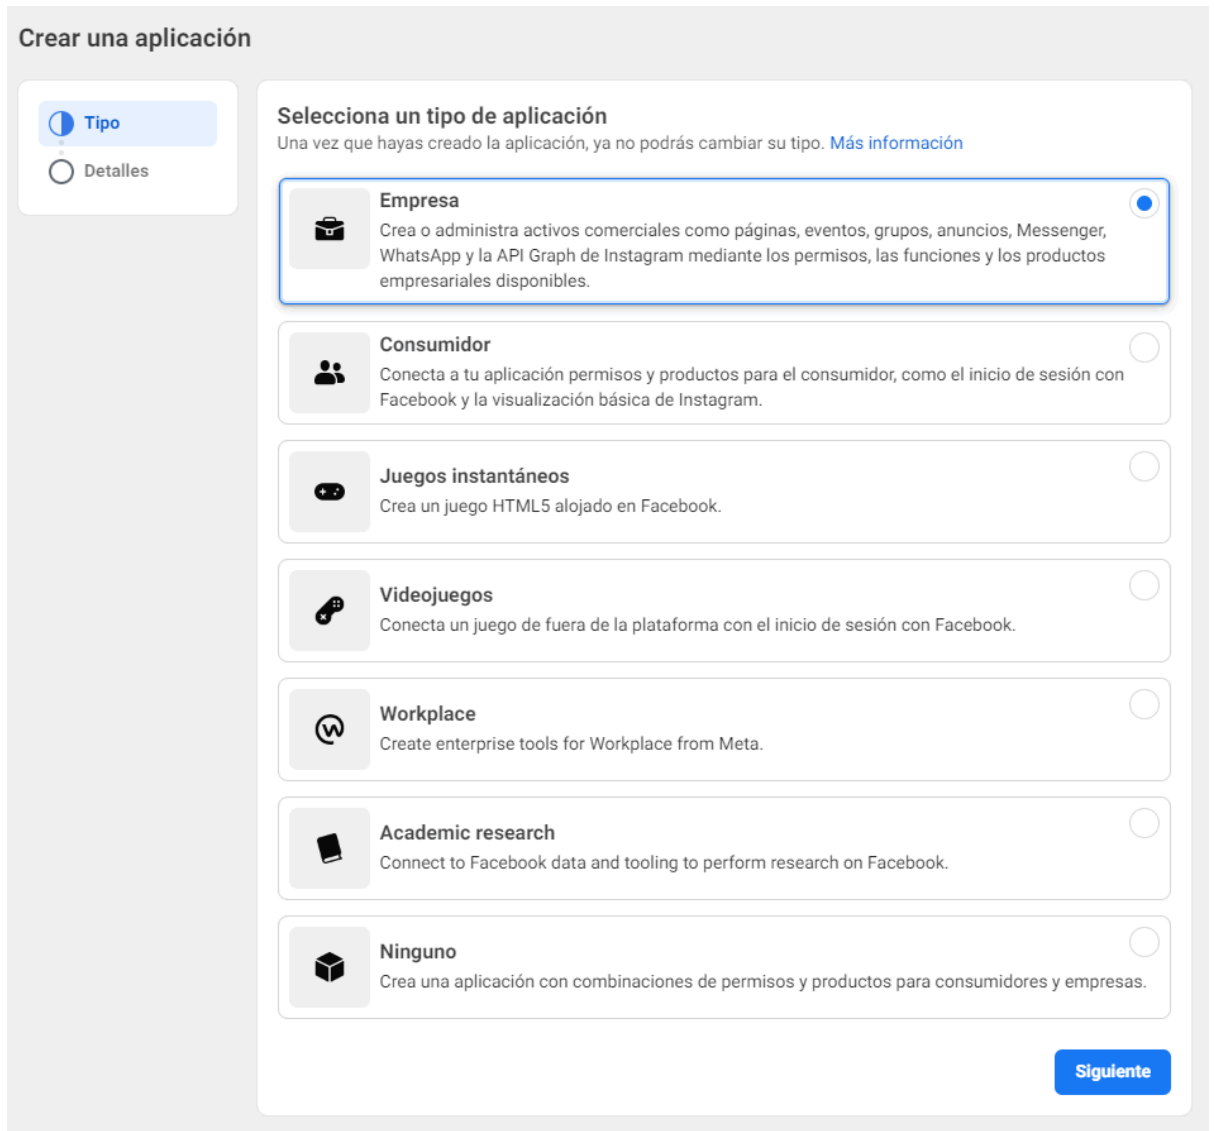 Crear una aplicación
Tipo
Detalles
Selecciona un tipo de aplicación
Una vez que hayas creado la aplicación, ya no podrás cambiar su tipo. Más información
Empresa
Crea o administra activos comerciales como páginas, eventos, grupos, anuncios, Messenger,
WhatsApp y la API Graph de Instagram mediante los permisos, las funciones y los productos
empresariales disponibles.
Consumidor
Conecta a tu aplicación permisos y productos para el consumidor, como el inicio de sesión con
Facebook y la visualización básica de Instagram.
Juegos instantáneos
Crea un juego HTML5 alojado en Facebook.
Videojuegos
Conecta un juego de fuera de la plataforma con el inicio de sesión con Facebook.
Workplace
Create enterprise tools for Workplace from Meta.
Academic research
Connect to Facebook data and tooling to perform research on Facebook.
Ninguno
Crea una aplicación con combinaciones de permisos y productos para consumidores y empresas.
Siguiente